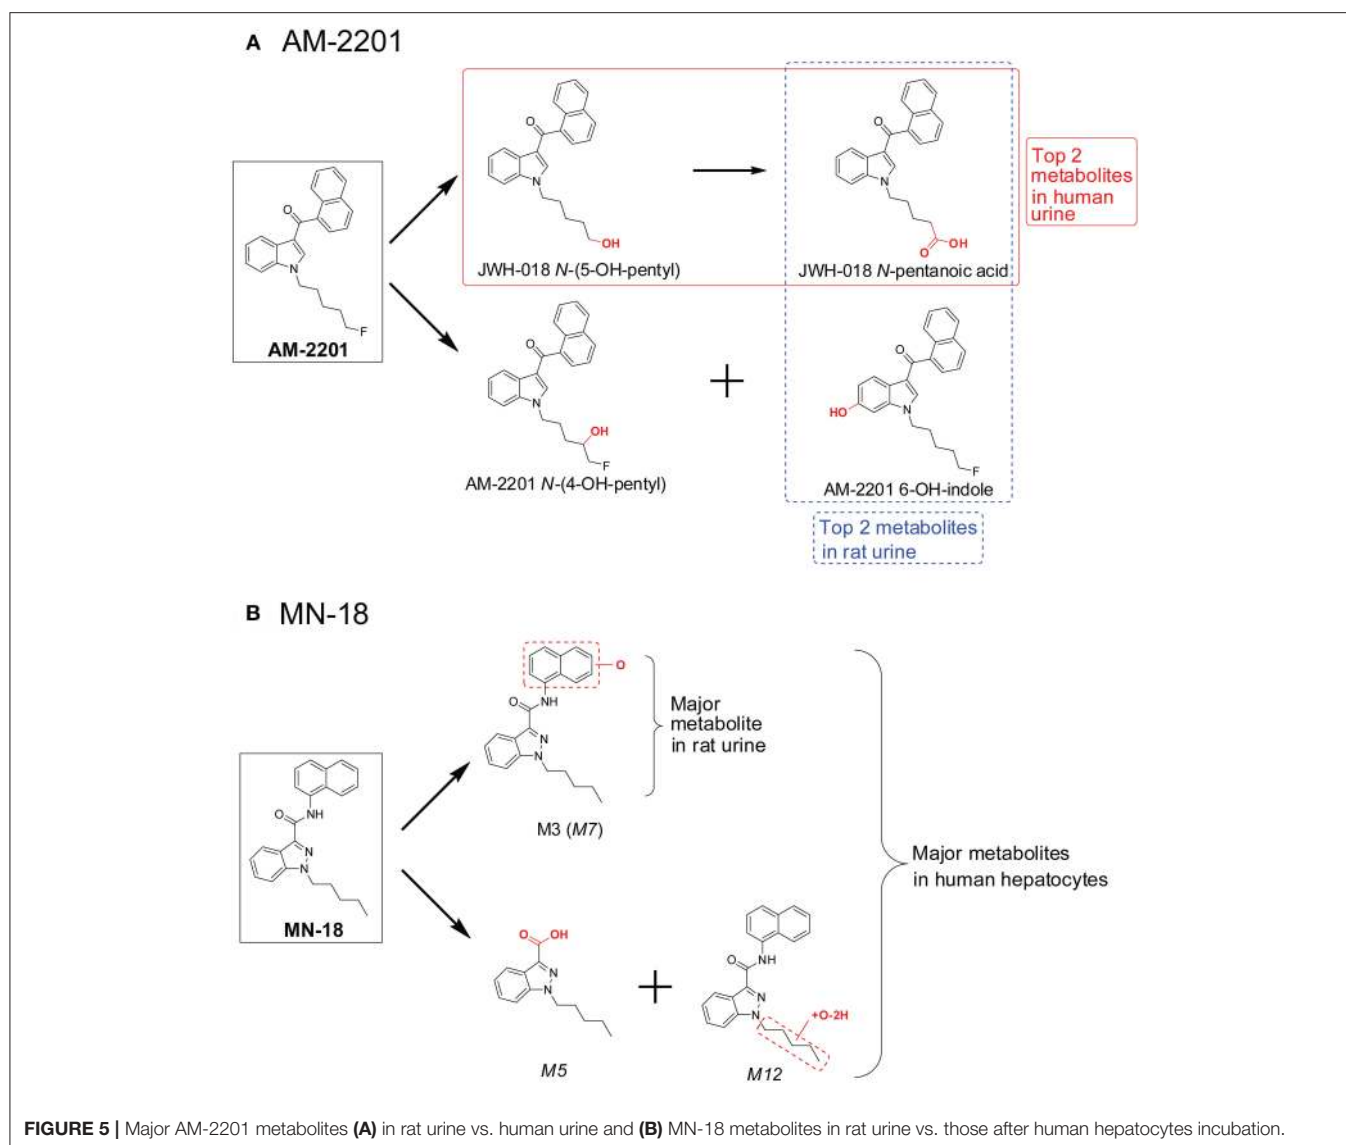 A AM-2201
O
N
F
AM-2201
O
N
OH
JWH-018 N-(5-OH-pentyl)
O
N
O
OH
JWH-018 N-pentanoic acid
Top 2
metabolites
in human
urine
O
N
OH
F
AM-2201 N-(4-OH-pentyl)
+
O
HO
N
F
AM-2201 6-OH-indole
Top 2 metabolites
in rat urine
B MN-18
O
NH
N
N
MN-18
O
O
NH
N
N
M3 (M7)
Major
metabolite
in rat urine
O
OH
N
N
M5
+
O
NH
N
N
+O-2H
M12
Major metabolites
in human hepatocytes
FIGURE 5 | Major AM-2201 metabolites (A) in rat urine vs. human urine and (B) MN-18 metabolites in rat urine vs. those after human hepatocytes incubation.